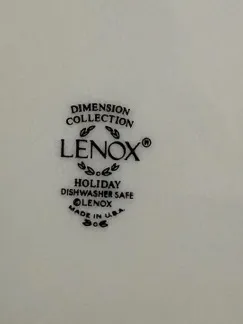 DIMENSION
COLLECTION
LENOX®
HOLIDAY
DISHWASHER SAFE
©LENOX
MADE IN U.S.A.